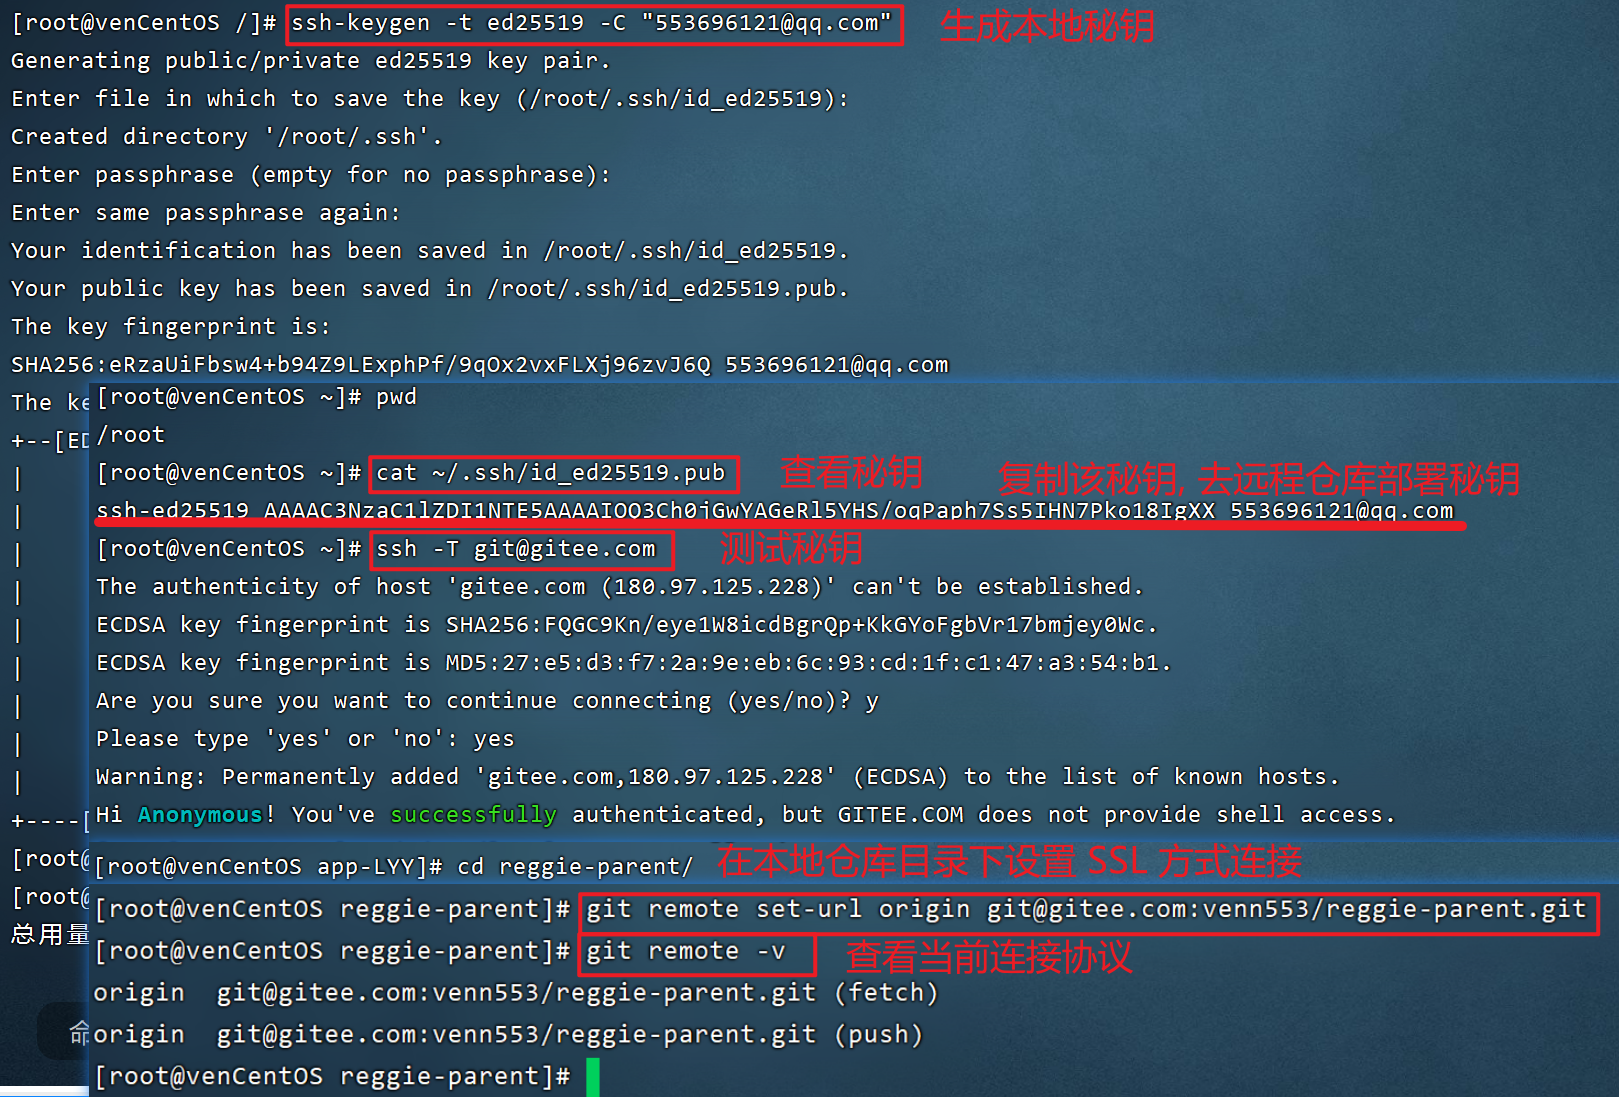 [root@venCentOS /]# ssh-keygen -t ed25519 -C "553696121@qq.com" 生成本地秘钥
Generating public/private ed25519 key pair.
Enter file in which to save the key (/root/.ssh/id_ed25519):
Created directory '/root/.ssh'.
Enter passphrase (empty for no passphrase):
Enter same passphrase again:
Your identification has been saved in /root/.ssh/id_ed25519.
Your public key has been saved in /root/.ssh/id_ed25519.pub.
The key fingerprint is:
SHA256:eRzaUiFbsw4+b94Z9LExphPf/9qOx2vxFLXj96zvJ6Q 553696121@qq.com
The ke
+--[ED
|
|
|
|
|
|
|
|
|
+----[
[root@
[root@
总用量
命
[root@venCentOS ~]# pwd
/root
[root@venCentOS ~]# cat ~/.ssh/id_ed25519.pub 查看秘钥 复制该秘钥, 去远程仓库部署秘钥
ssh-ed25519 AAAAC3NzaC1lZDI1NTE5AAAAIOQ3Ch0jGwYAGeRl5YHS/oqPaph7Ss5IHN7Pko18IgXX 553696121@qq.com
[root@venCentOS ~]# ssh -T git@gitee.com 测试秘钥
The authenticity of host 'gitee.com (180.97.125.228)' can't be established.
ECDSA key fingerprint is SHA256:FQGC9Kn/eye1W8icdBgrQp+KkGYoFgbVr17bmjey0Wc.
ECDSA key fingerprint is MD5:27:e5:d3:f7:2a:9e:eb:6c:93:cd:1f:c1:47:a3:54:b1.
Are you sure you want to continue connecting (yes/no)? y
Please type 'yes' or 'no': yes
Warning: Permanently added 'gitee.com,180.97.125.228' (ECDSA) to the list of known hosts.
Hi Anonymous! You've successfully authenticated, but GITEE.COM does not provide shell access.
[root@venCentOS app-LYY]# cd reggie-parent/ 在本地仓库目录下设置 SSL 方式连接
[root@venCentOS reggie-parent]# git remote set-url origin git@gitee.com:venn553/reggie-parent.git
[root@venCentOS reggie-parent]# git remote -v 查看当前连接协议
origin git@gitee.com:venn553/reggie-parent.git (fetch)
origin git@gitee.com:venn553/reggie-parent.git (push)
[root@venCentOS reggie-parent]#